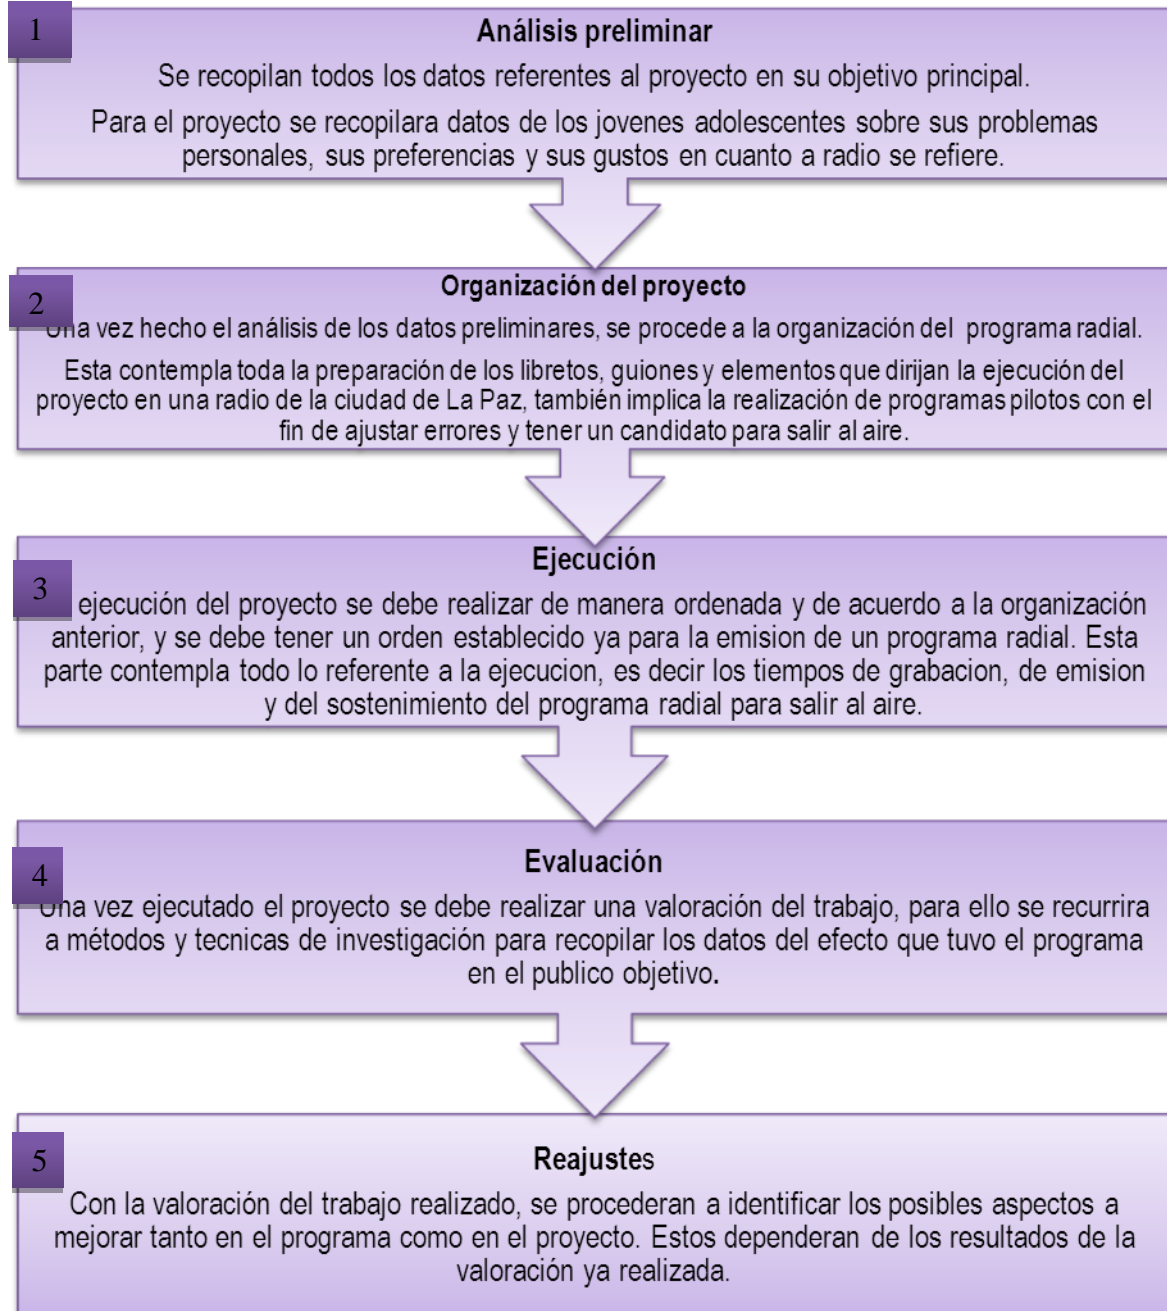 1
Análisis preliminar
Se recopilan todos los datos referentes al proyecto en su objetivo principal.
Para el proyecto se recopilara datos de los jovenes adolescentes sobre sus problemas
personales, sus preferencias y sus gustos en cuanto a radio se refiere.
2
Organización del proyecto
Una vez hecho el análisis de los datos preliminares, se procede a la organización del programa radial.
Esta contempla toda la preparación de los libretos, guiones y elementos que dirijan la ejecución del
proyecto en una radio de la ciudad de La Paz, también implica la realización de programas pilotos con el
fin de ajustar errores y tener un candidato para salir al aire.
3
Ejecución
ejecución del proyecto se debe realizar de manera ordenada y de acuerdo a la organización
anterior, y se debe tener un orden establecido ya para la emision de un programa radial. Esta
parte contempla todo lo referente a la ejecucion, es decir los tiempos de grabacion, de emision
y del sostenimiento del programa radial para salir al aire.
4
Evaluación
Una vez ejecutado el proyecto se debe realizar una valoración del trabajo, para ello se recurrira
a métodos y tecnicas de investigación para recopilar los datos del efecto que tuvo el programa
en el publico objetivo.
5
Reajustes
Con la valoración del trabajo realizado, se procederan a identificar los posibles aspectos a
mejorar tanto en el programa como en el proyecto. Estos dependeran de los resultados de la
valoración ya realizada.